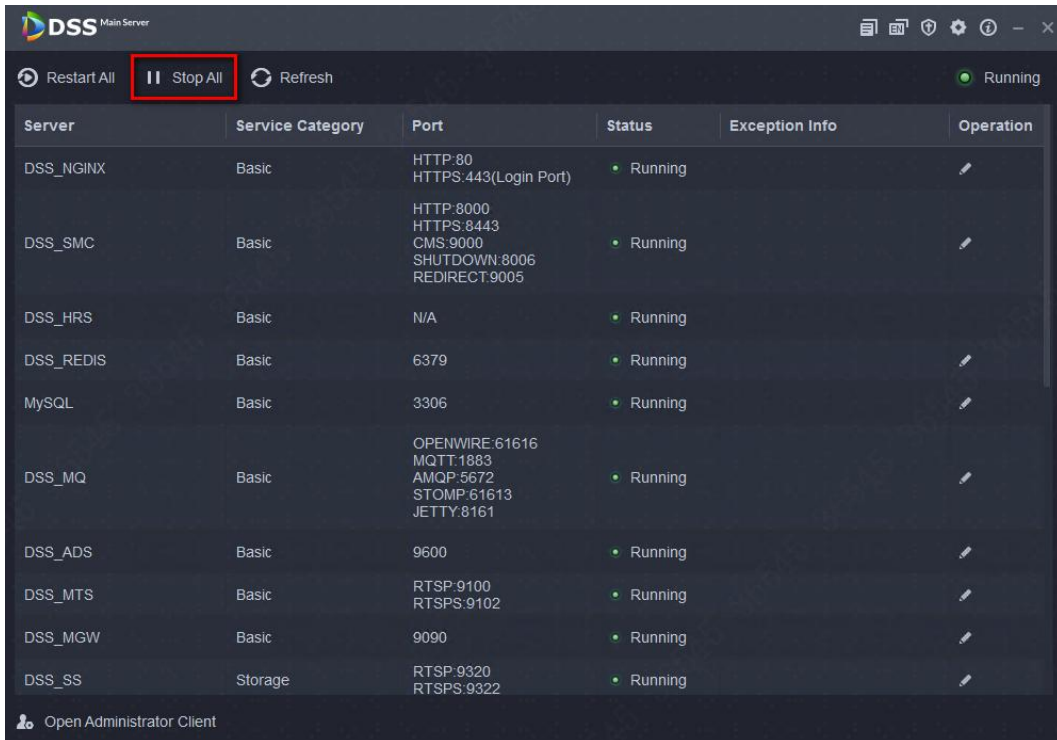 DSS Main Server
EN
Restart All Stop All Refresh Running
Server Service Category Port Status Exception Info Operation
DSS_NGINX Basic HTTP:80 Running
HTTPS:443(Login Port)
HTTP:8000
HTTPS:8443
DSS_SMC Basic CMS:9000 Running
SHUTDOWN:8006
REDIRECT:9005
DSS_HRS Basic N/A Running
DSS_REDIS Basic 6379 Running
MySQL Basic 3306 Running
OPENWIRE:61616
MQTT:1883
DSS_MQ Basic AMQP:5672 Running
STOMP:61613
JETTY:8161
DSS_ADS Basic 9600 Running
DSS_MTS Basic RTSP:9100 Running
RTSPS:9102
DSS_MGW Basic 9090 Running
DSS_SS Storage RTSP:9320 Running
RTSPS:9322
Open Administrator Client